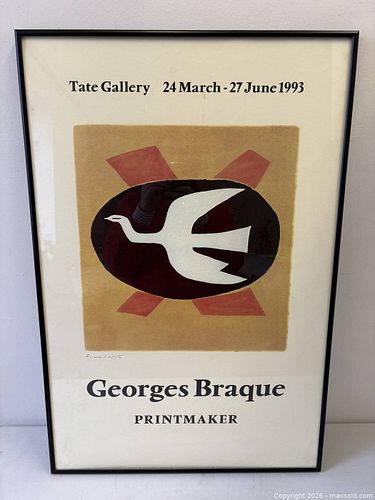 Tate Gallery 24 March - 27 June 1993
Georges Braque
PRINTMAKER
Copyright 2026 - maxsold.com